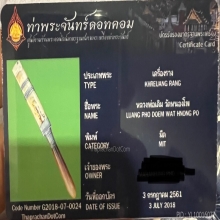 ท่าพระจันทร์ดอทคอม
Certificate Card
ประเภทพระ
TYPE
เครื่องราง
KHREUANG RANG
ชื่อพระ
NAME
หลวงพ่อเดิม วัดหนองโพ
LUANG PHO DOEM WAT HNONG PO
พิมพ์
CATEGORY
มีด
MIT
เจ้าของพระ
OWNER
วันที่ออกบัตร
Date of Issue
3 กรกฎาคม 2561
3 JULY 2018
Code Number G2018-07-0024
ThaprachanDotCom